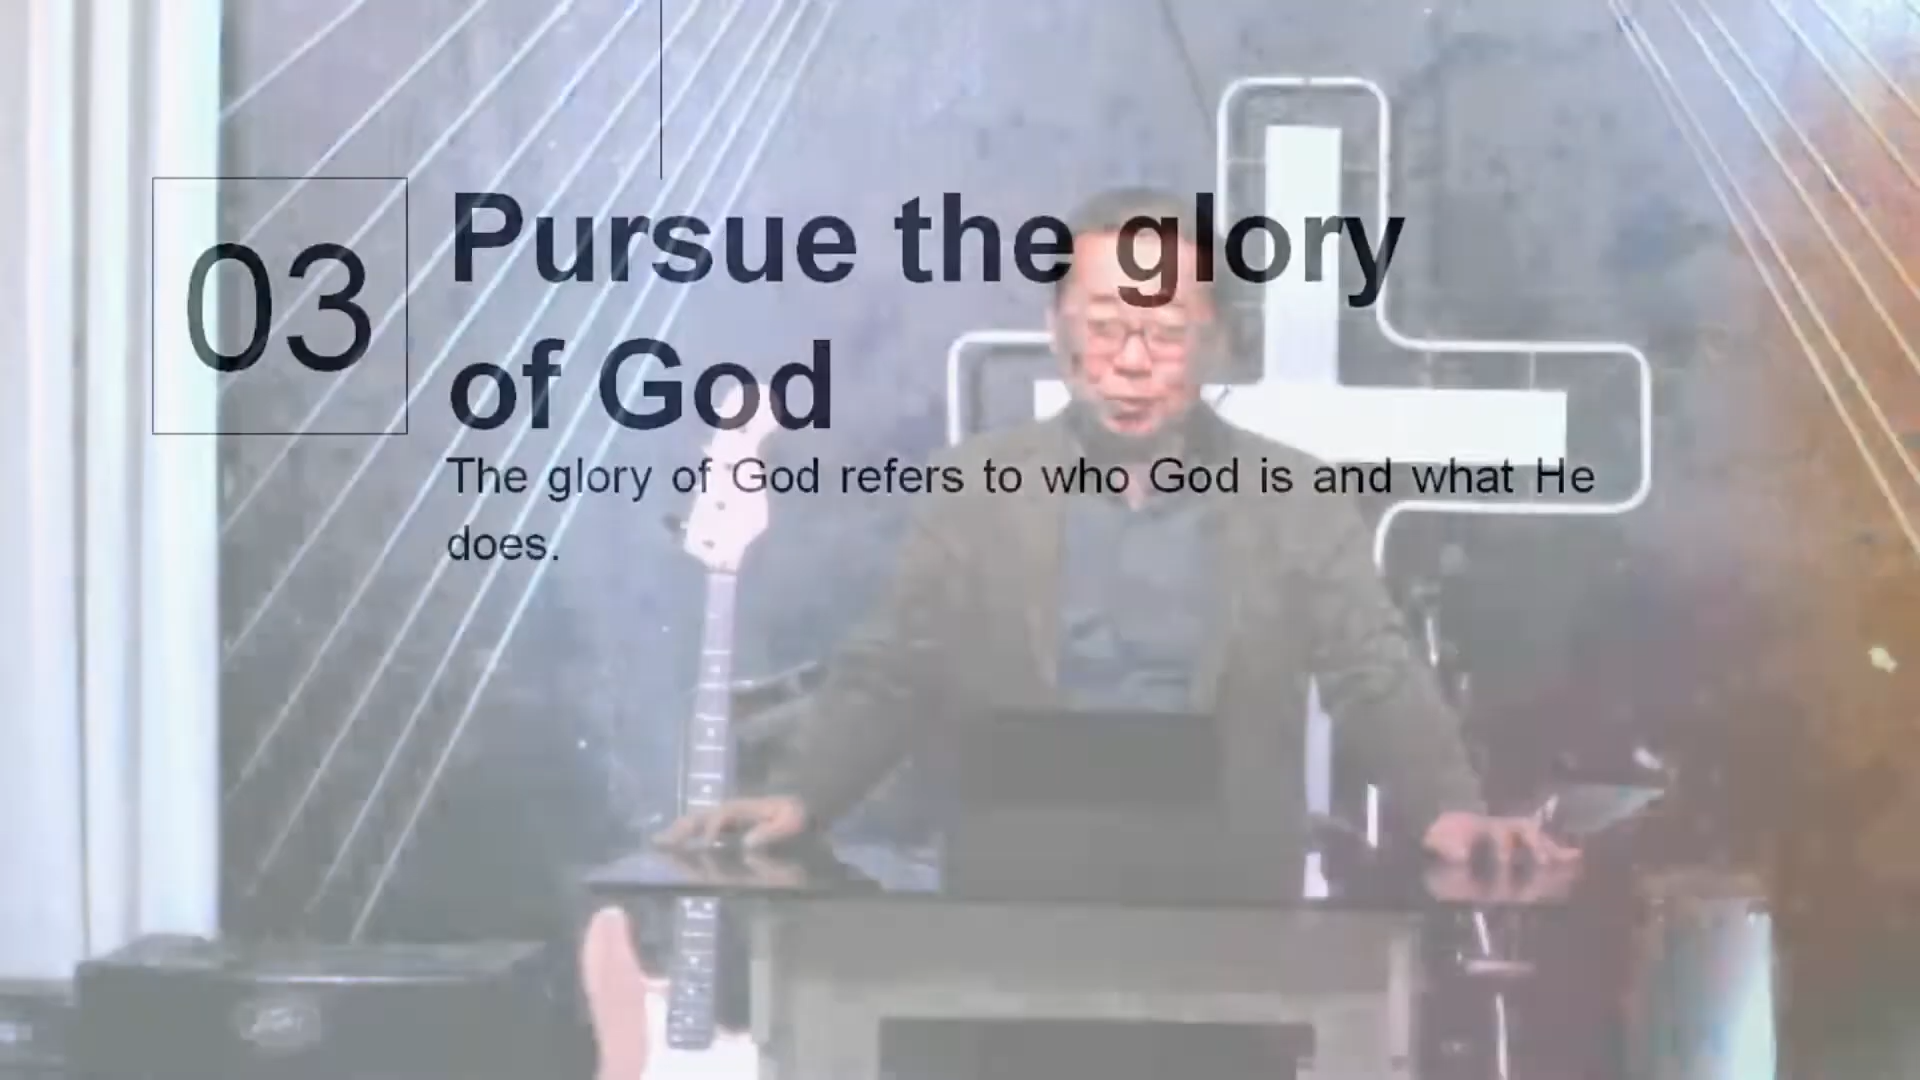 03
Pursue the glory
of God
The glory of God refers to who God is and what He
does.